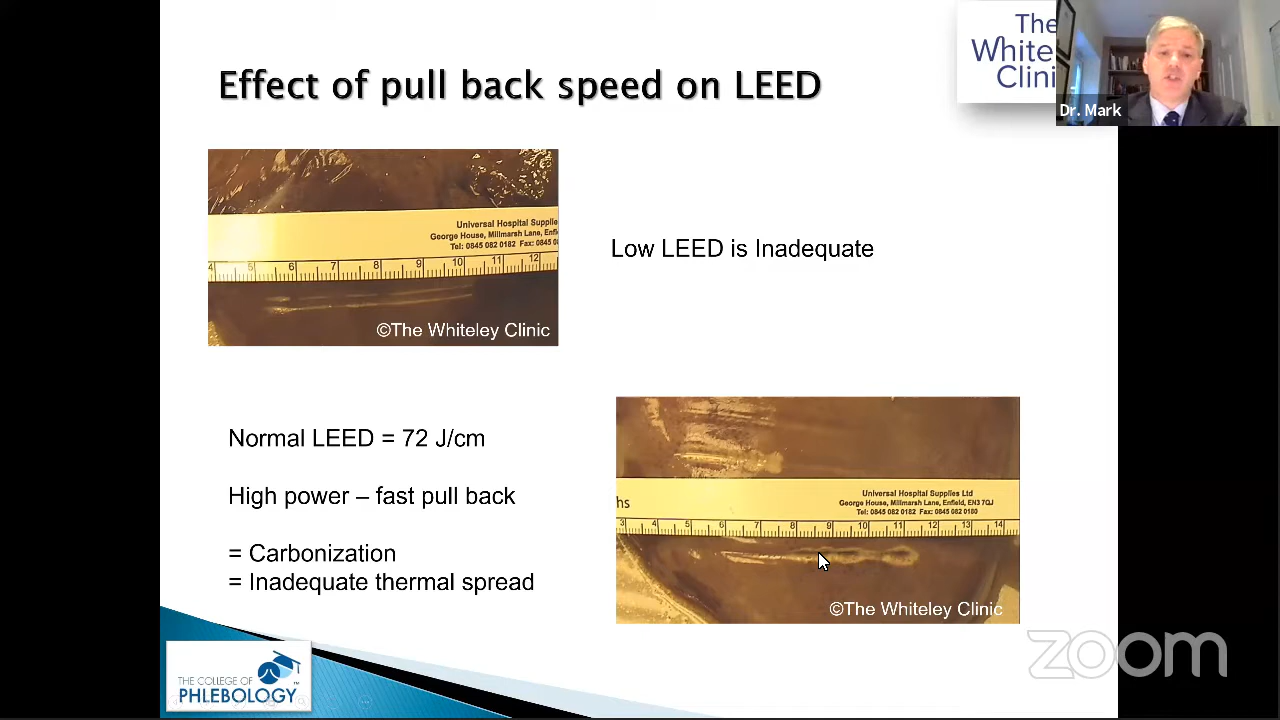 Effect of pull back speed on LEED
The
White
Clini
Dr. Mark
Universal Hospital Supplie
George House, Millmarsh Lane, Enfi
Tel: 0845 082 0182 Fax: 0845 08
4 5 6 7 8 9 10 11 12
©The Whiteley Clinic
Low LEED is Inadequate
Normal LEED = 72 J/cm
High power – fast pull back
= Carbonization
= Inadequate thermal spread
hs
Universal Hospital Supplies Ltd
George House, Millmarsh Lane, Enfield, EN3 7QJ
Tel: 0845 082 0182 Fax: 0845 082 0180
3 4 5 6 7 8 9 10 11 12 13 14
©The Whiteley Clinic
zoom
THE COLLEGE OF
PHLEBOLOGY™